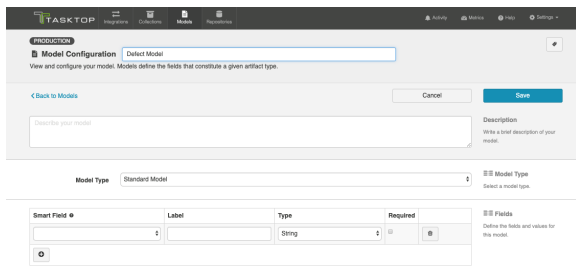 TASKTOP
Integrations
Collections
Models
Repositories
Activity
Metrics
Help
Settings
PRODUCTION
Model Configuration
Defect Model
View and configure your model. Models define the fields that constitute a given artifact type.
Back to Models
Cancel
Save
Describe your model
Description
Write a brief description of your
model.
Model Type
Standard Model
Model Type
Select a model type.
Smart Field
Label
Type
Required
String
Fields
Define the fields and values for
this model.